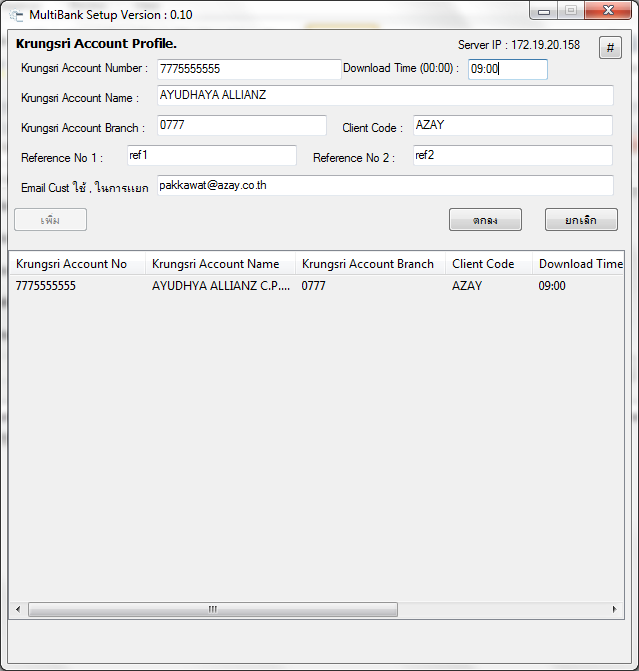 MultiBank Setup Version : 0.10
Krungsri Account Profile.
Server IP : 172.19.20.158
#
Krungsri Account Number : 7775555555 Download Time (00:00) : 09:00
Krungsri Account Name : AYUDHAYA ALLIANZ
Krungsri Account Branch : 0777 Client Code : AZAY
Reference No 1 : ref1 Reference No 2 : ref2
Email Cust ใช้ , ในการแยก pakkawat@azay.co.th
เพิ่ม ตกลง ยกเลิก
Krungsri Account No Krungsri Account Name Krungsri Account Branch Client Code Download Time
7775555555 AYUDHYA ALLIANZ C.P.... 0777 AZAY 09:00